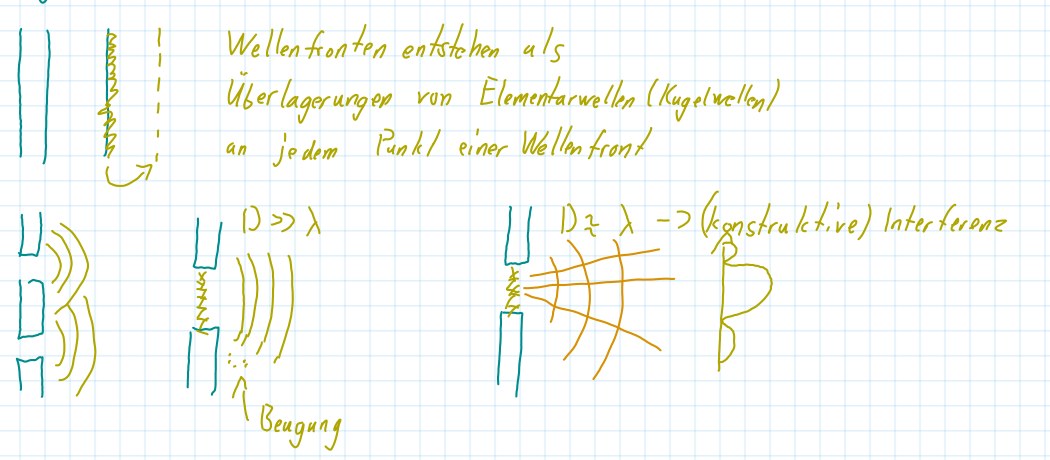 Wellenfronten entstehen als
Überlagerungen von Elementarwellen (Kugelwellen)
an jedem Punkt einer Wellenfront
D >> λ
D ≈ λ -> (konstruktive) Interferenz
Beugung